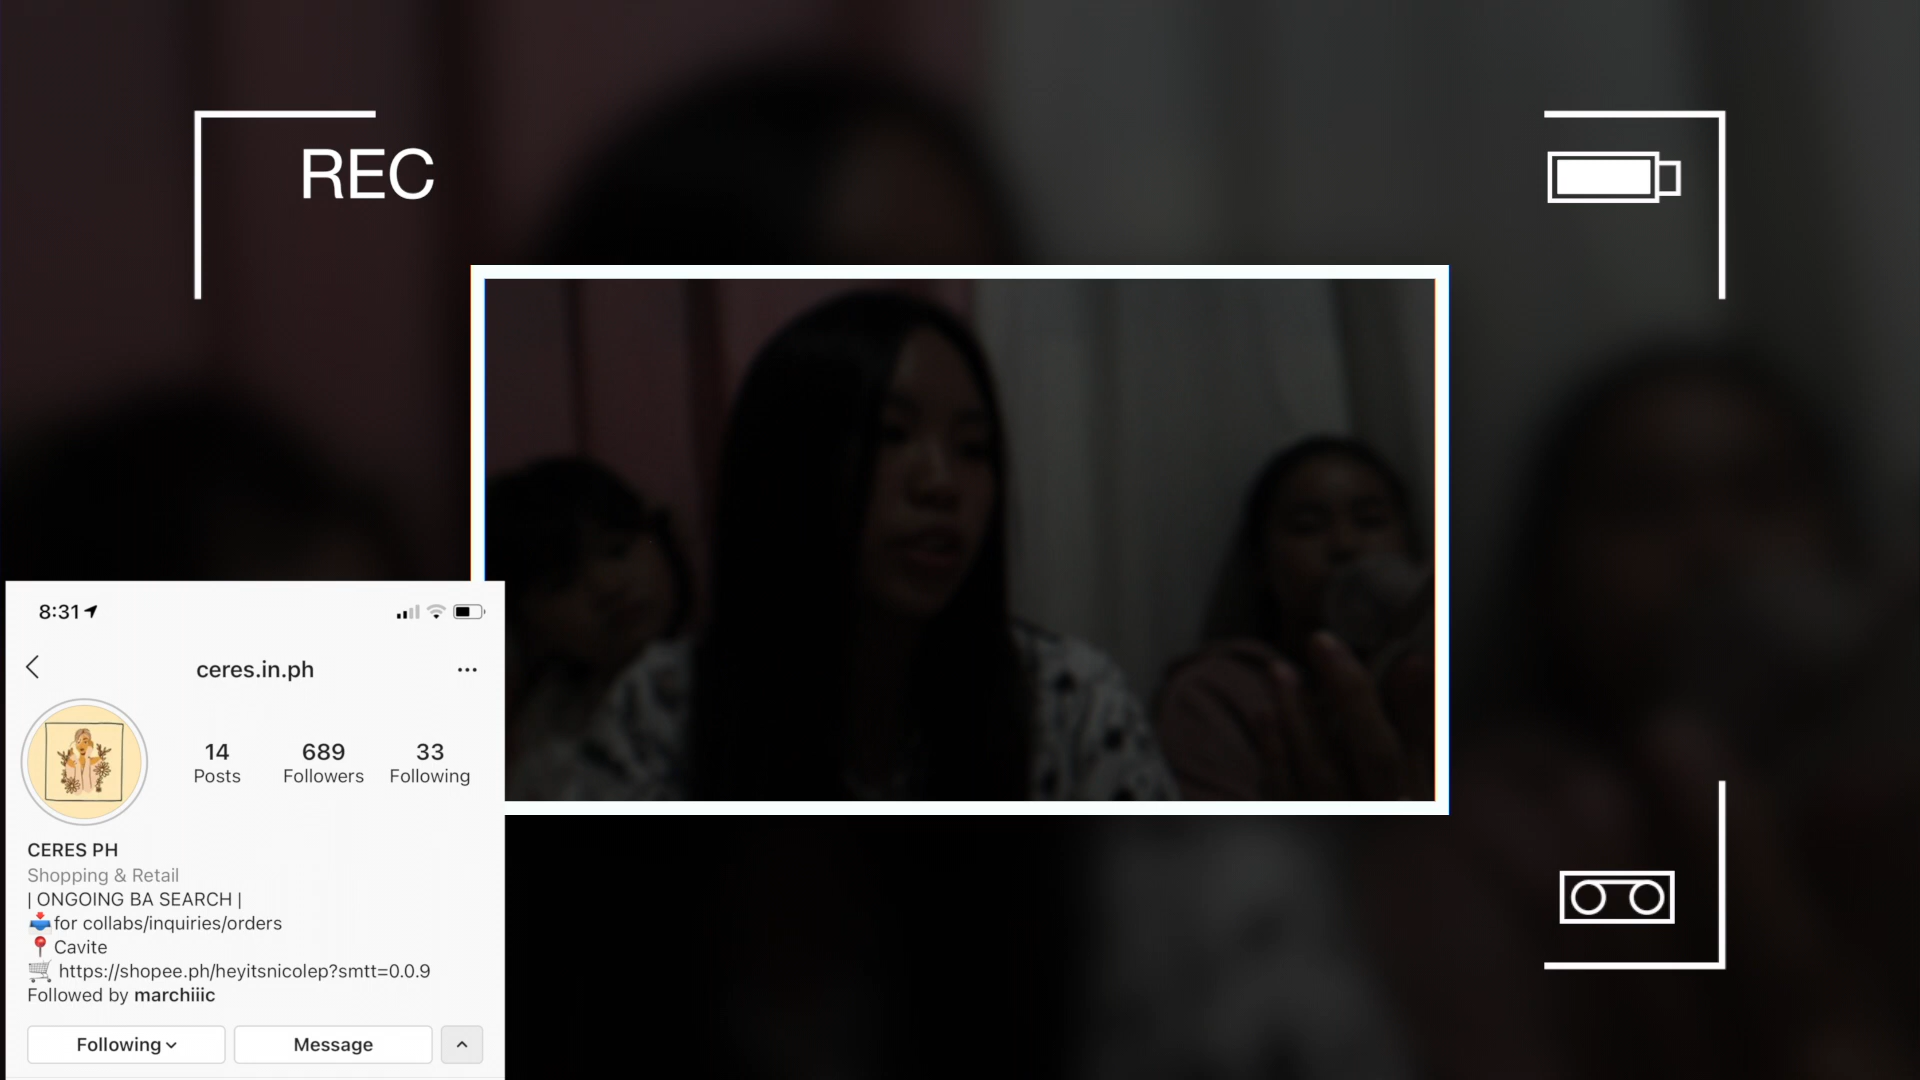 REC
8:31
ceres.in.ph
14 689 33
Posts Followers Following
CERES PH
Shopping & Retail
| ONGOING BA SEARCH |
for collabs/inquiries/orders
Cavite
https://shopee.ph/heyitsnicolep?smtt=0.0.9
Followed by marchiiic
Following Message